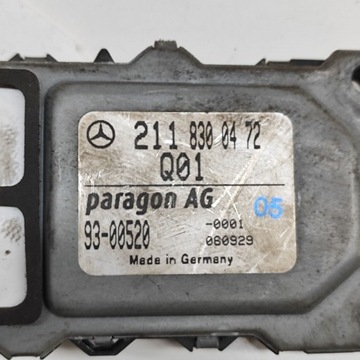 211 830 04 72
Q01
paragon AG 05
93-00520 -0001
080929
Made in Germany